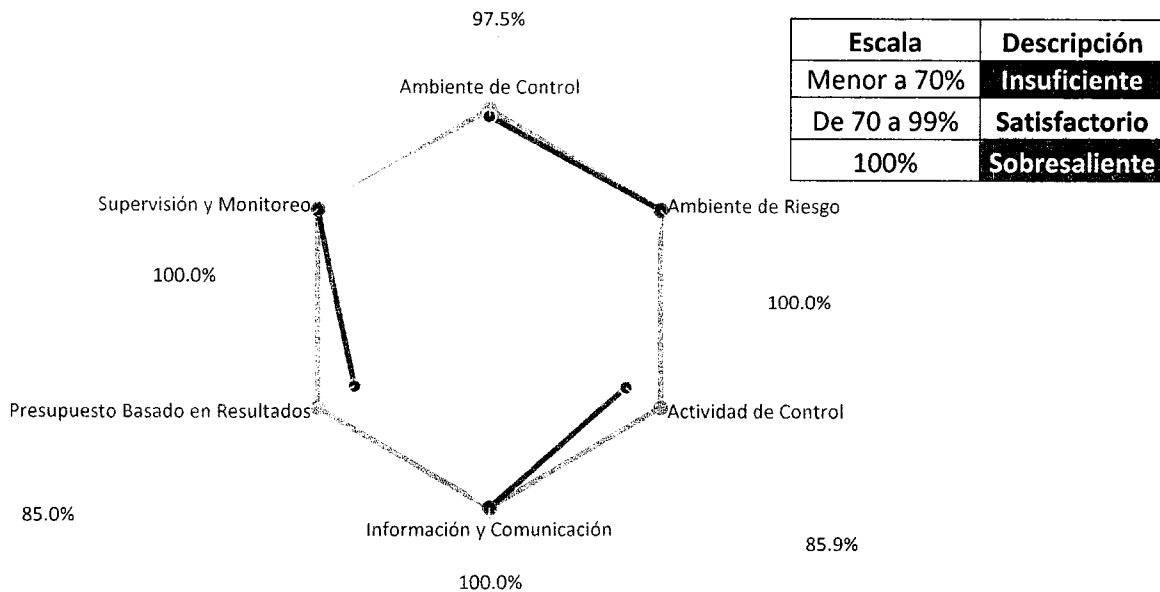 97.5%
Ambiente de Control
Escala Descripción
Menor a 70% Insuficiente
De 70 a 99% Satisfactorio
100% Sobresaliente
Supervisión y Monitoreo
Ambiente de Riesgo
100.0%
100.0%
Presupuesto Basado en Resultados
Actividad de Control
85.0%
Información y Comunicación
85.9%
100.0%